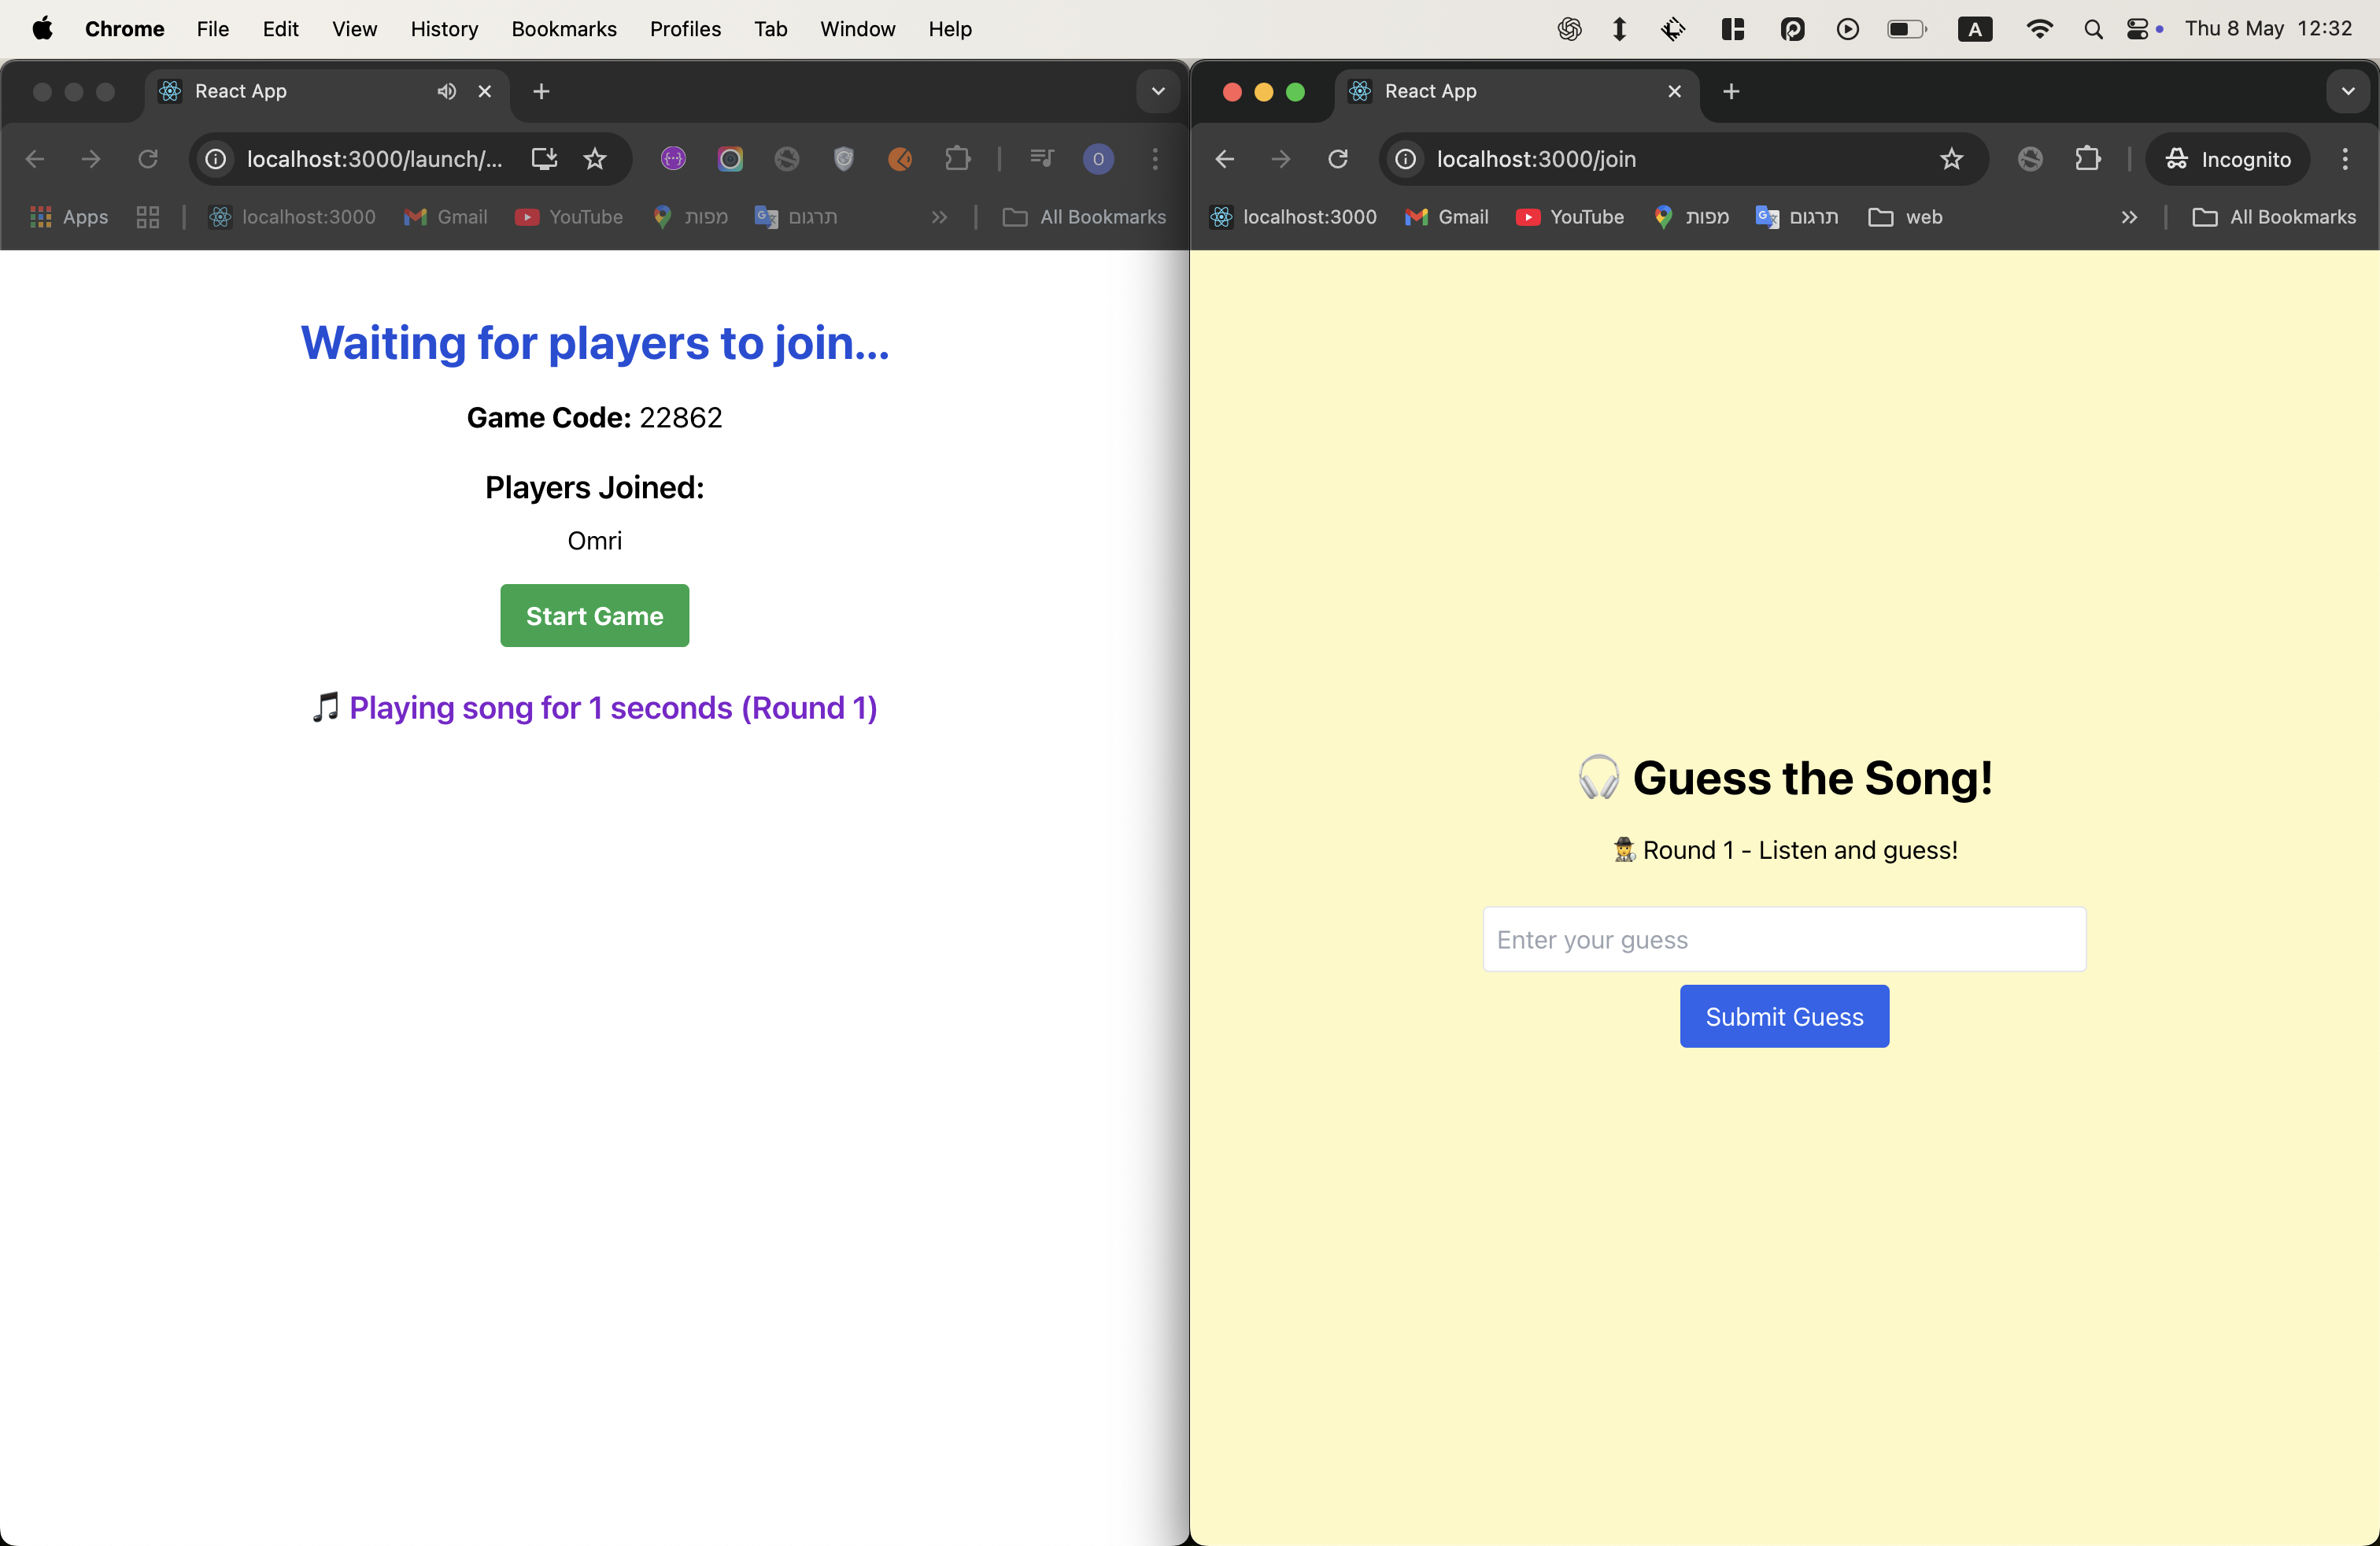 Chrome File Edit View History Bookmarks Profiles Tab Window Help A Thu 8 May 12:32
React App
localhost:3000/launch/... O
Apps localhost:3000 Gmail YouTube מפות תרגום All Bookmarks
Waiting for players to join...
Game Code: 22862
Players Joined:
Omri
Start Game
🎵 Playing song for 1 seconds (Round 1)
React App
localhost:3000/join Incognito
localhost:3000 Gmail YouTube מפות תרגום web All Bookmarks
🎧 Guess the Song!
🕵️ Round 1 - Listen and guess!
Enter your guess
Submit Guess